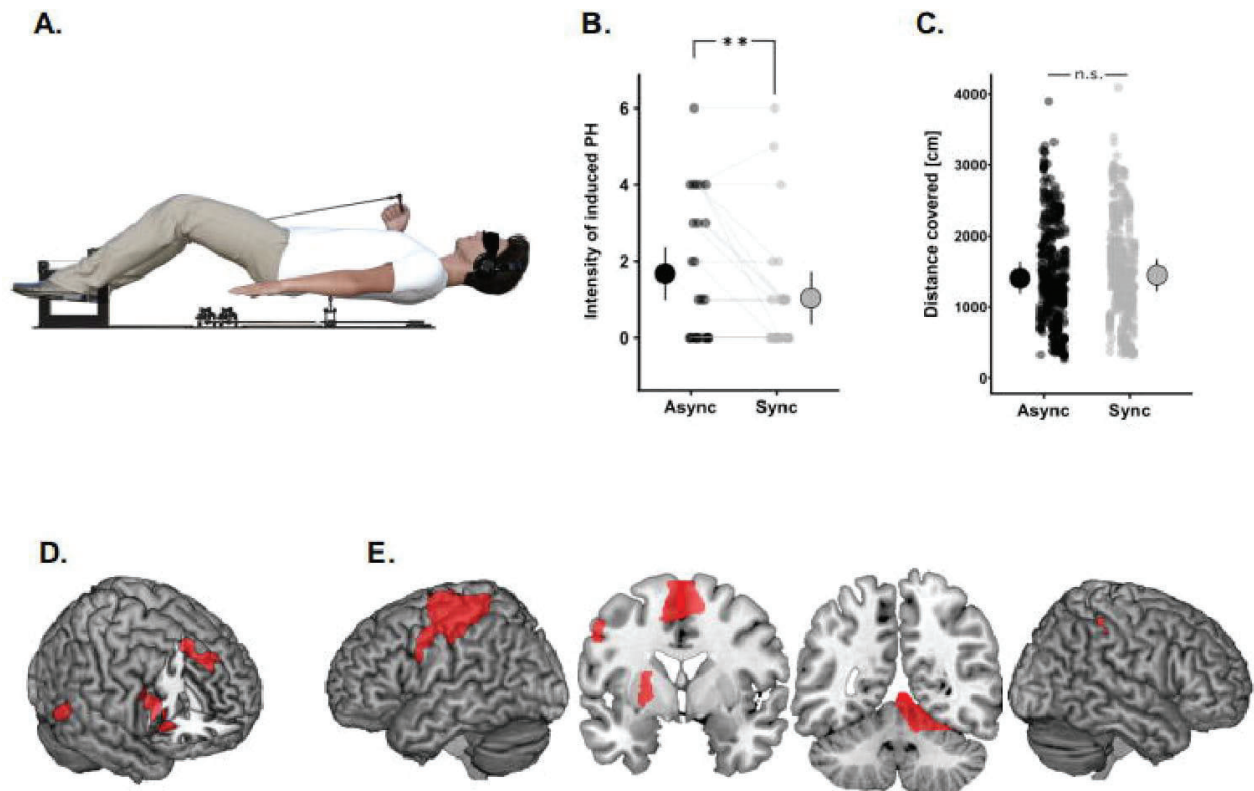 A.
B.
**
Intensity of induced PH
6
4
2
0
Async Sync
C.
n.s.
Distance covered [cm]
4000
3000
2000
1000
0
Async Sync
D.
E.